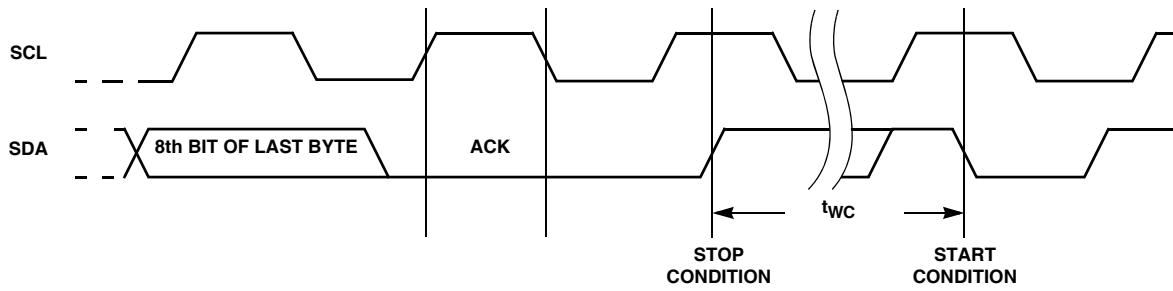 SCL
SDA
8th BIT OF LAST BYTE
ACK
tWC
STOP
CONDITION
START
CONDITION